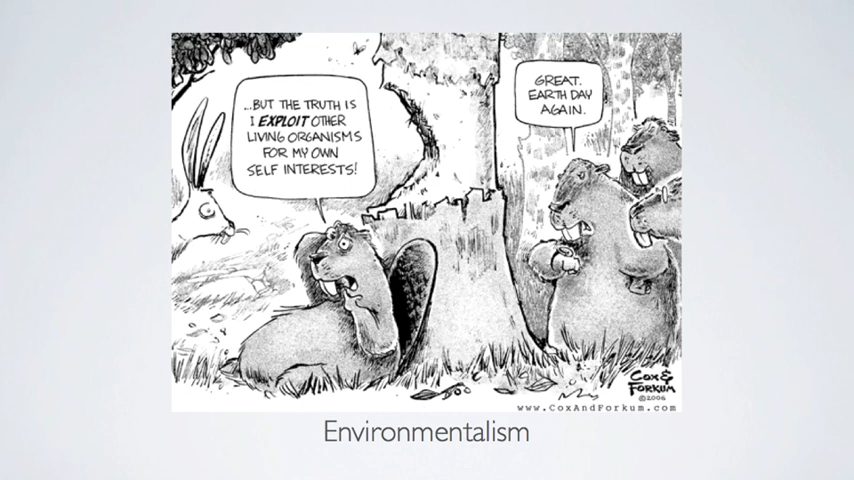 ...BUT THE TRUTH IS
I EXPLOIT OTHER
LIVING ORGANISMS
FOR MY OWN
SELF INTERESTS!
GREAT.
EARTH DAY
AGAIN.
COX &
FORKUM
©2006
www.CoxAndForkum.com
Environmentalism